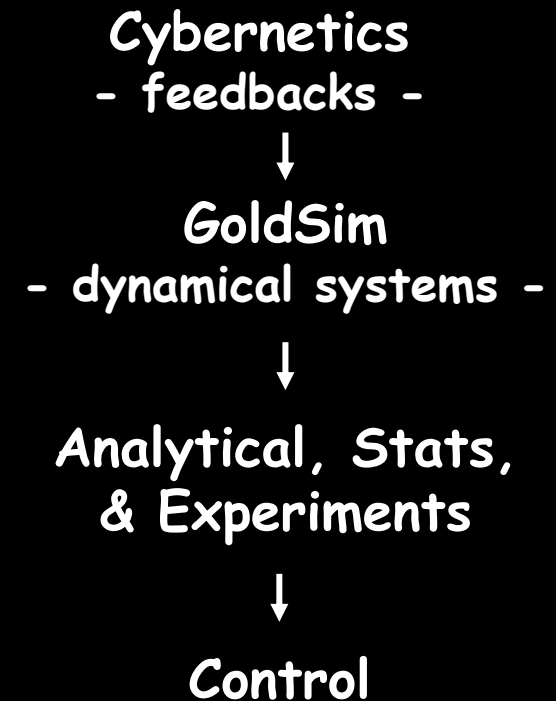 Cybernetics
- feedbacks -
GoldSim
- dynamical systems -
Analytical, Stats,
& Experiments
Control